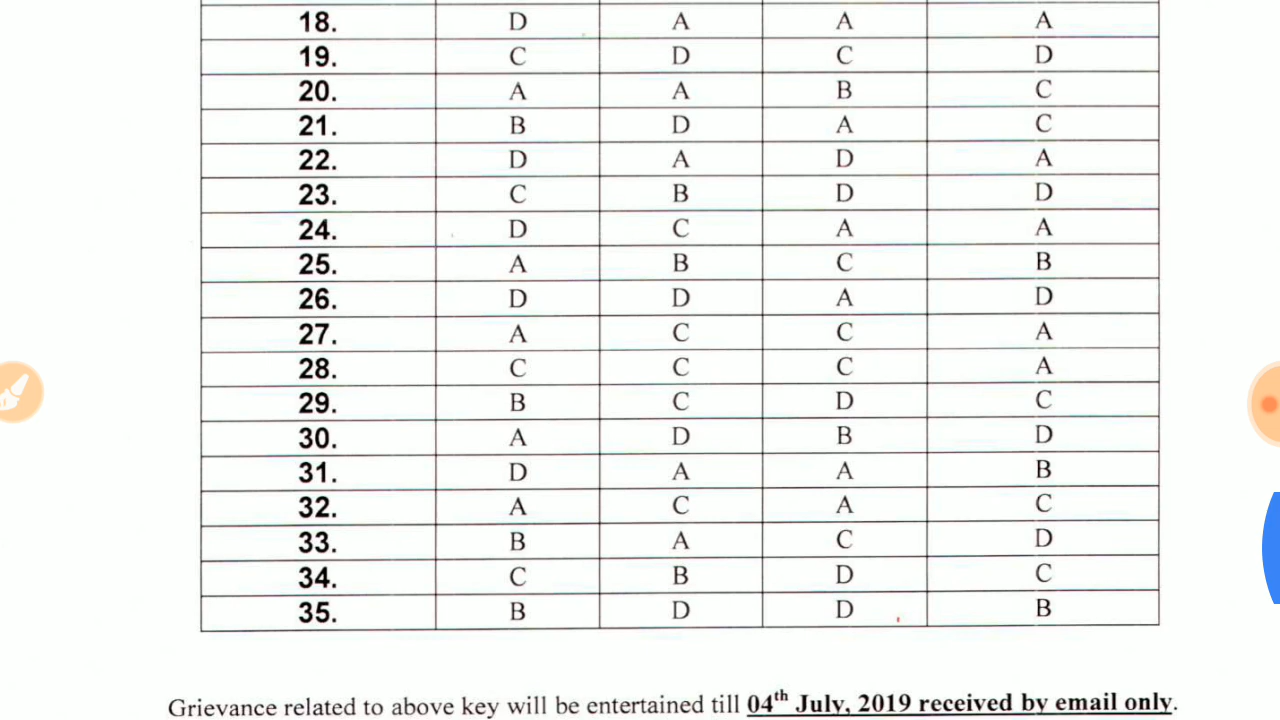 18. D A A A
19. C D C D
20. A A B C
21. B D A C
22. D A D A
23. C B D D
24. D C A A
25. A B C B
26. D D A D
27. A C C A
28. C C C A
29. B C D C
30. A D B D
31. D A A B
32. A C A C
33. B A C D
34. C B D C
35. B D D B
Grievance related to above key will be entertained till 04th July, 2019 received by email only.